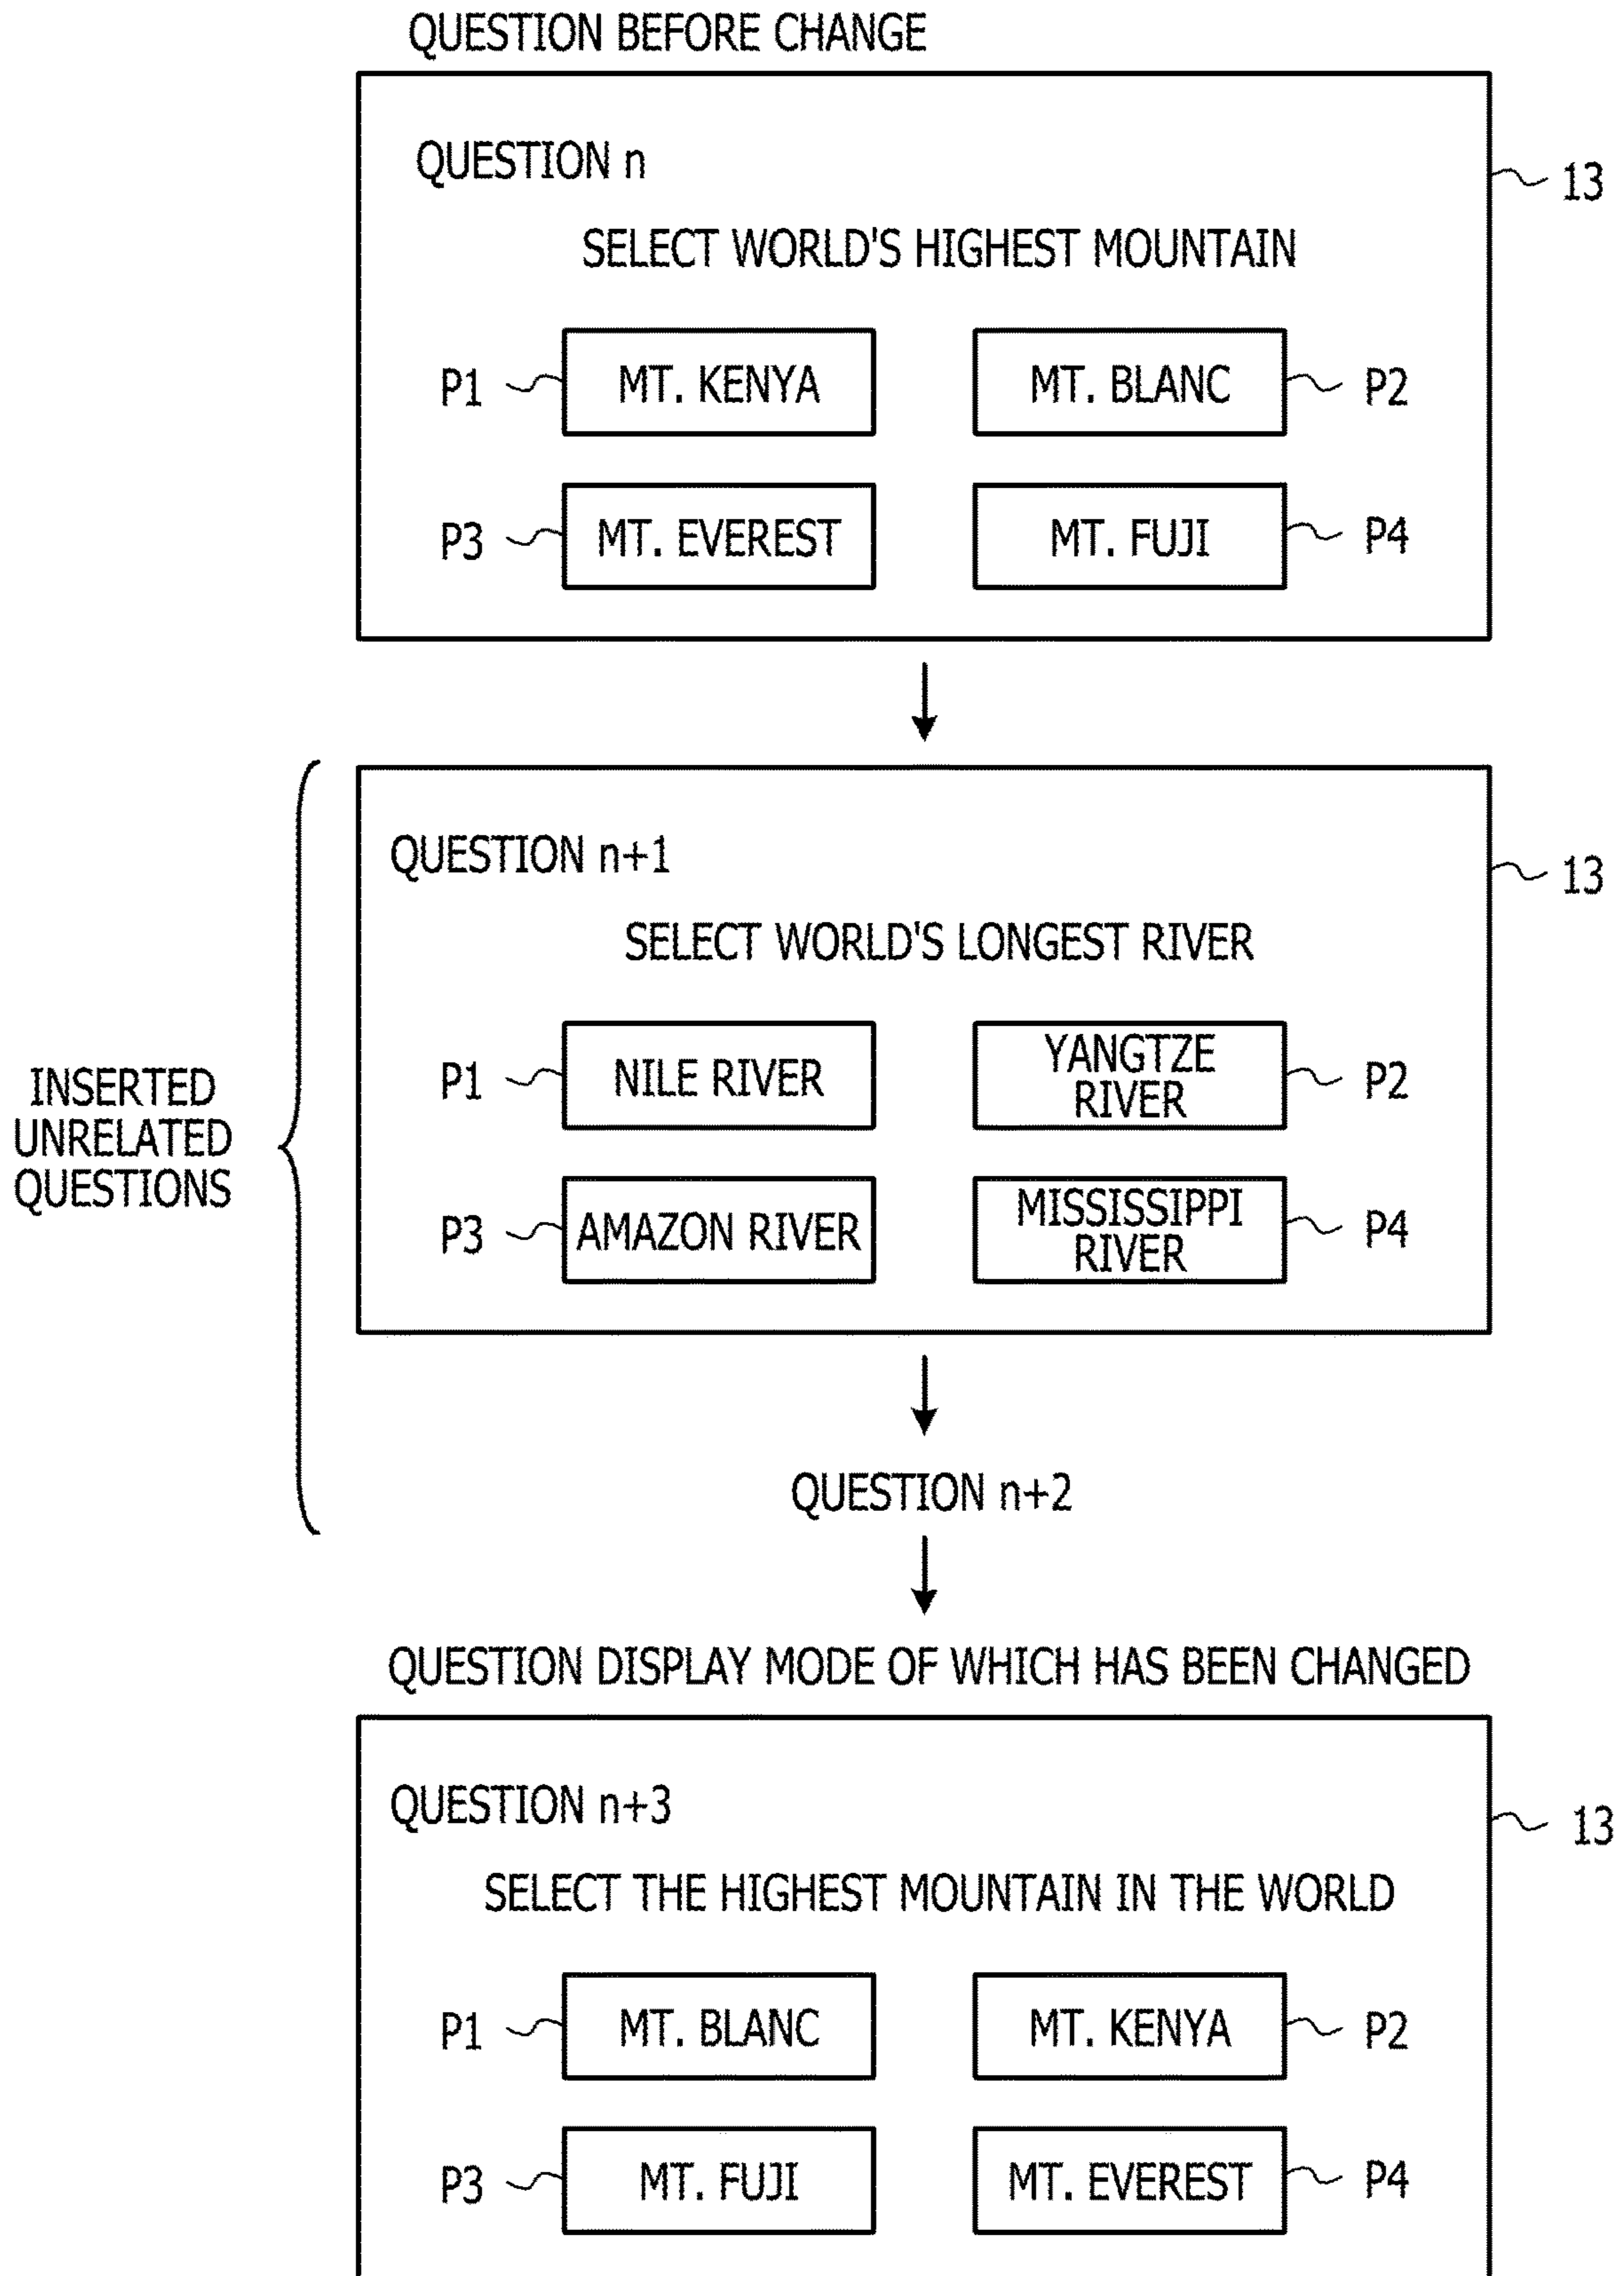 QUESTION BEFORE CHANGE
QUESTION n
13
SELECT WORLD'S HIGHEST MOUNTAIN
P1 MT. KENYA MT. BLANC P2
P3 MT. EVEREST MT. FUJI P4
QUESTION n+1
13
SELECT WORLD'S LONGEST RIVER
P1 NILE RIVER
YANGTZE
RIVER
P2
INSERTED
UNRELATED
QUESTIONS
P3 AMAZON RIVER
MISSISSIPPI
RIVER
P4
QUESTION n+2
QUESTION DISPLAY MODE OF WHICH HAS BEEN CHANGED
QUESTION n+3
13
SELECT THE HIGHEST MOUNTAIN IN THE WORLD
P1 MT. BLANC MT. KENYA P2
P3 MT. FUJI MT. EVEREST P4